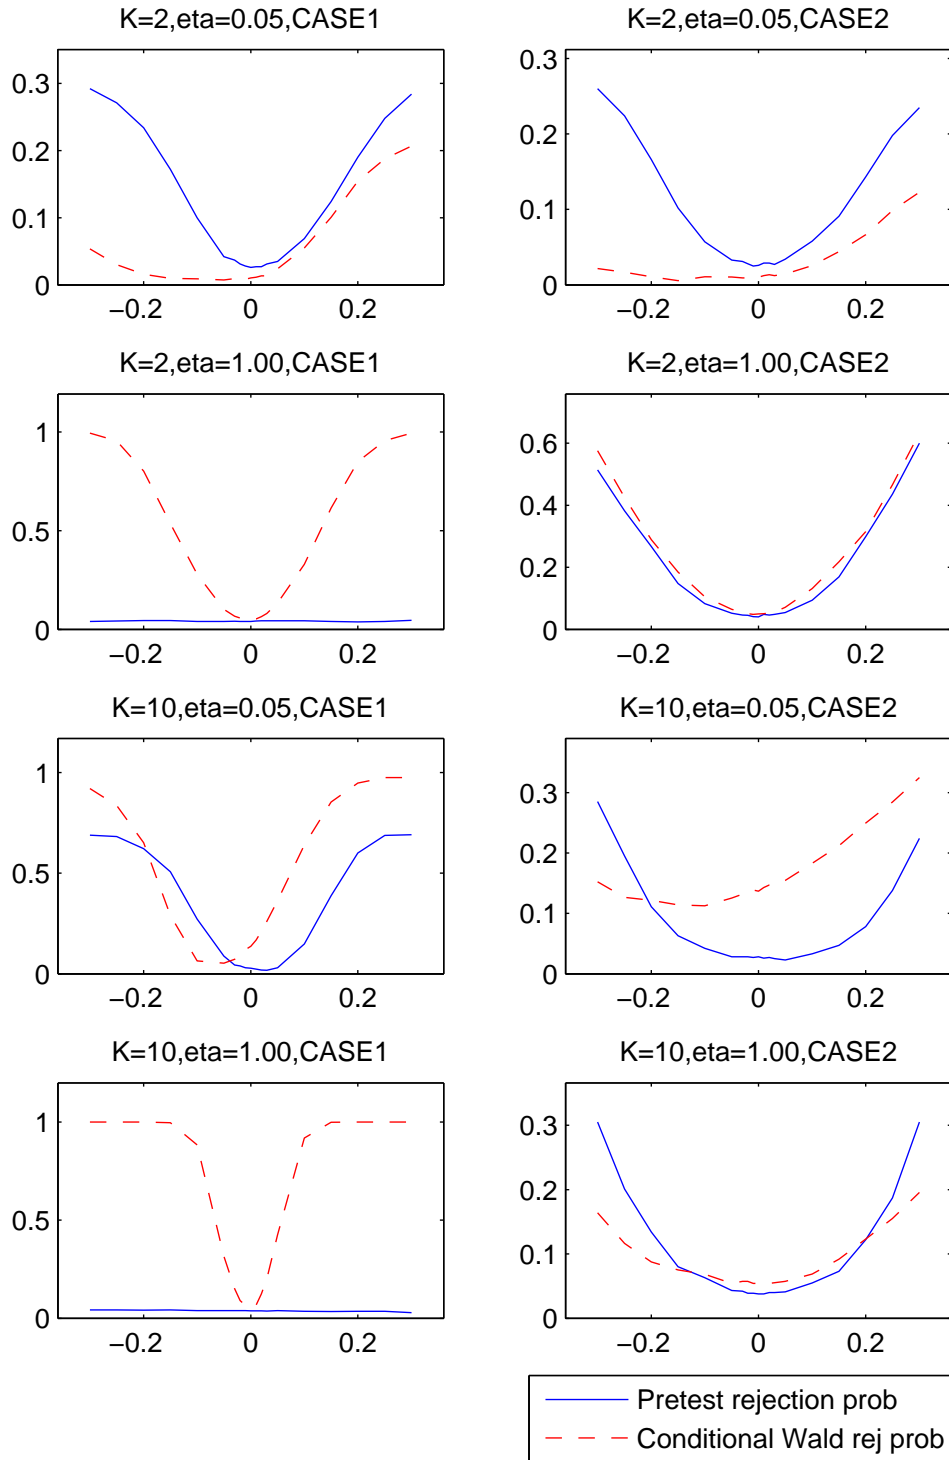 K=2,eta=0.05,CASE1
0.3
0.2
0.1
0
−0.2 0 0.2
K=2,eta=0.05,CASE2
0.3
0.2
0.1
0
−0.2 0 0.2
K=2,eta=1.00,CASE1
1
0.5
0
−0.2 0 0.2
K=2,eta=1.00,CASE2
0.6
0.4
0.2
0
−0.2 0 0.2
K=10,eta=0.05,CASE1
1
0.5
0
−0.2 0 0.2
K=10,eta=0.05,CASE2
0.3
0.2
0.1
0
−0.2 0 0.2
K=10,eta=1.00,CASE1
1
0.5
0
−0.2 0 0.2
K=10,eta=1.00,CASE2
0.3
0.2
0.1
0
−0.2 0 0.2
Pretest rejection prob
Conditional Wald rej prob